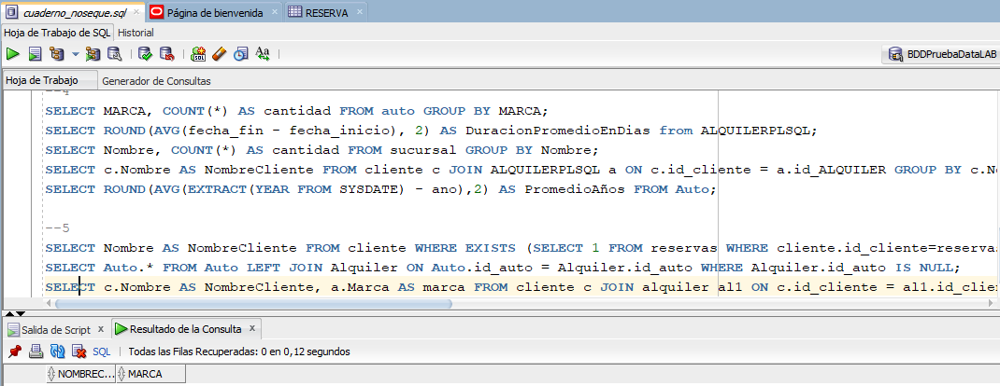 cuaderno_noseque.sql Página de bienvenida RESERVA
Hoja de Trabajo de SQL Historial
BDDPruebaDataLAB
Hoja de Trabajo Generador de Consultas
--4
SELECT MARCA, COUNT(*) AS cantidad FROM auto GROUP BY MARCA;
SELECT ROUND(AVG(fecha_fin - fecha_inicio), 2) AS DuracionPromedioEnDias from ALQUILERPLSQL;
SELECT Nombre, COUNT(*) AS cantidad FROM sucursal GROUP BY Nombre;
SELECT c.Nombre AS NombreCliente FROM cliente c JOIN ALQUILERPLSQL a ON c.id_cliente = a.id_ALQUILER GROUP BY c.No
SELECT ROUND(AVG(EXTRACT(YEAR FROM SYSDATE) - ano),2) AS PromedioAños FROM Auto;
--5
SELECT Nombre AS NombreCliente FROM cliente WHERE EXISTS (SELECT 1 FROM reservas WHERE cliente.id_cliente=reservas
SELECT Auto.* FROM Auto LEFT JOIN Alquiler ON Auto.id_auto = Alquiler.id_auto WHERE Alquiler.id_auto IS NULL;
SELECT c.Nombre AS NombreCliente, a.Marca AS marca FROM cliente c JOIN alquiler al1 ON c.id_cliente = al1.id_clien
Salida de Script x Resultado de la Consulta x
SQL | Todas las Filas Recuperadas: 0 en 0,12 segundos
NOMBREC... MARCA